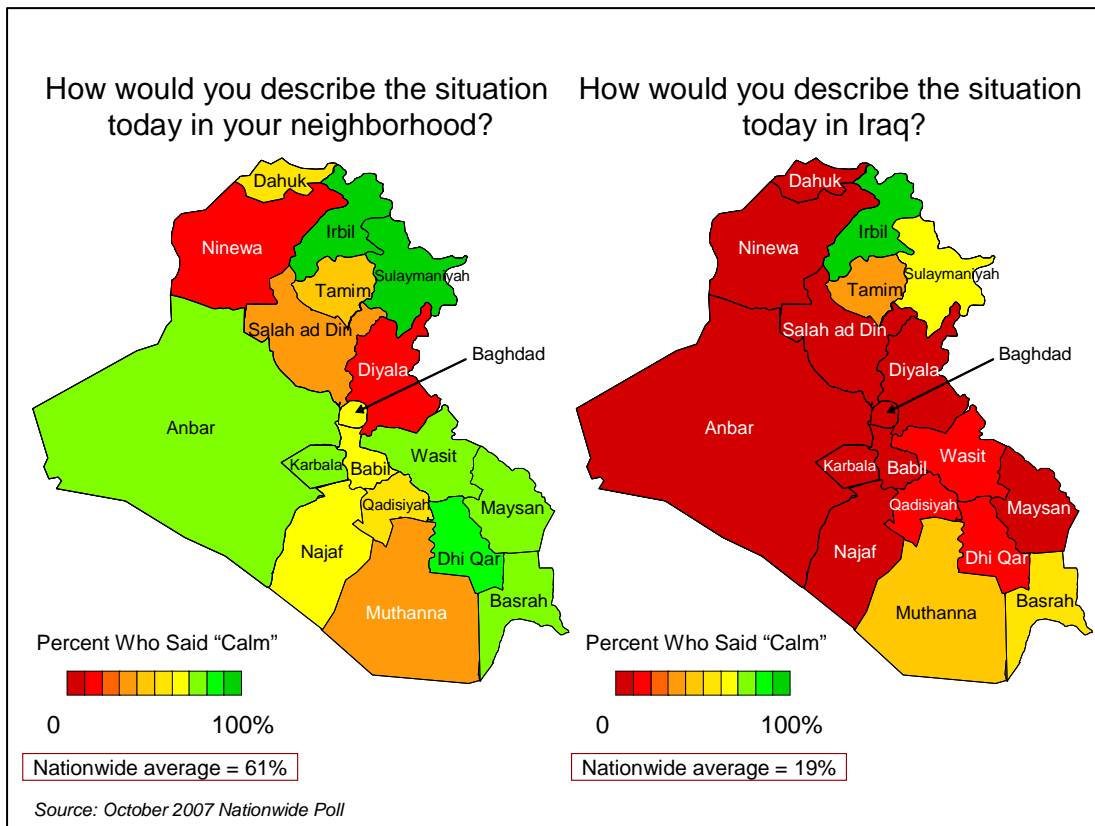 How would you describe the situation
today in your neighborhood?
Dahuk
Irbil
Ninewa
Sulaymaniyah
Tamim
Salah ad Din
Baghdad
Diyala
Anbar
Wasit
Karbala
Babil
Qadisiyah
Maysan
Najaf
Dhi Qar
Basrah
Muthanna
Percent Who Said “Calm”
0 100%
Nationwide average = 61%
Source: October 2007 Nationwide Poll
How would you describe the situation
today in Iraq?
Dahuk
Irbil
Ninewa
Sulaymaniyah
Tamim
Salah ad Din
Baghdad
Diyala
Anbar
Wasit
Karbala
Babil
Qadisiyah
Maysan
Najaf
Dhi Qar
Basrah
Muthanna
Percent Who Said “Calm”
0 100%
Nationwide average = 19%